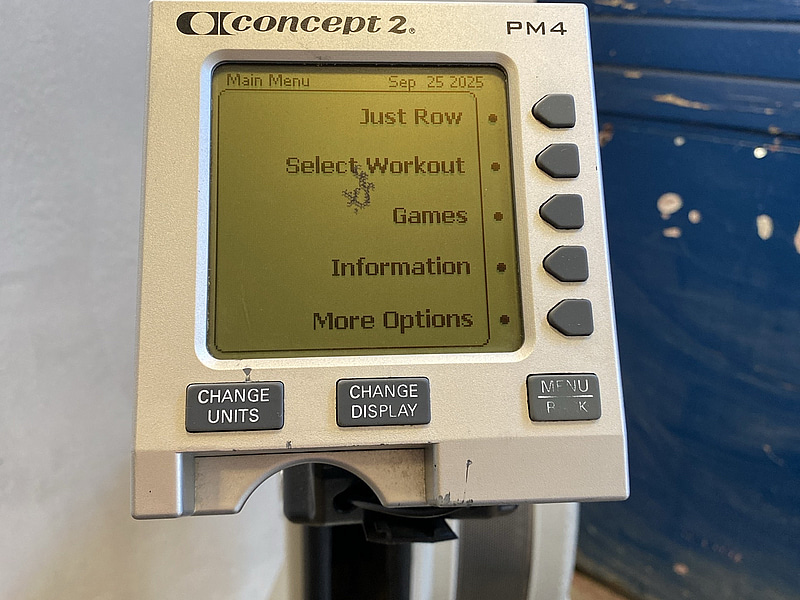 concept 2®
PM4
Main Menu Sep 25 2025
Just Row
Select Workout
Games
Information
More Options
CHANGE
UNITS
CHANGE
DISPLAY
MENU